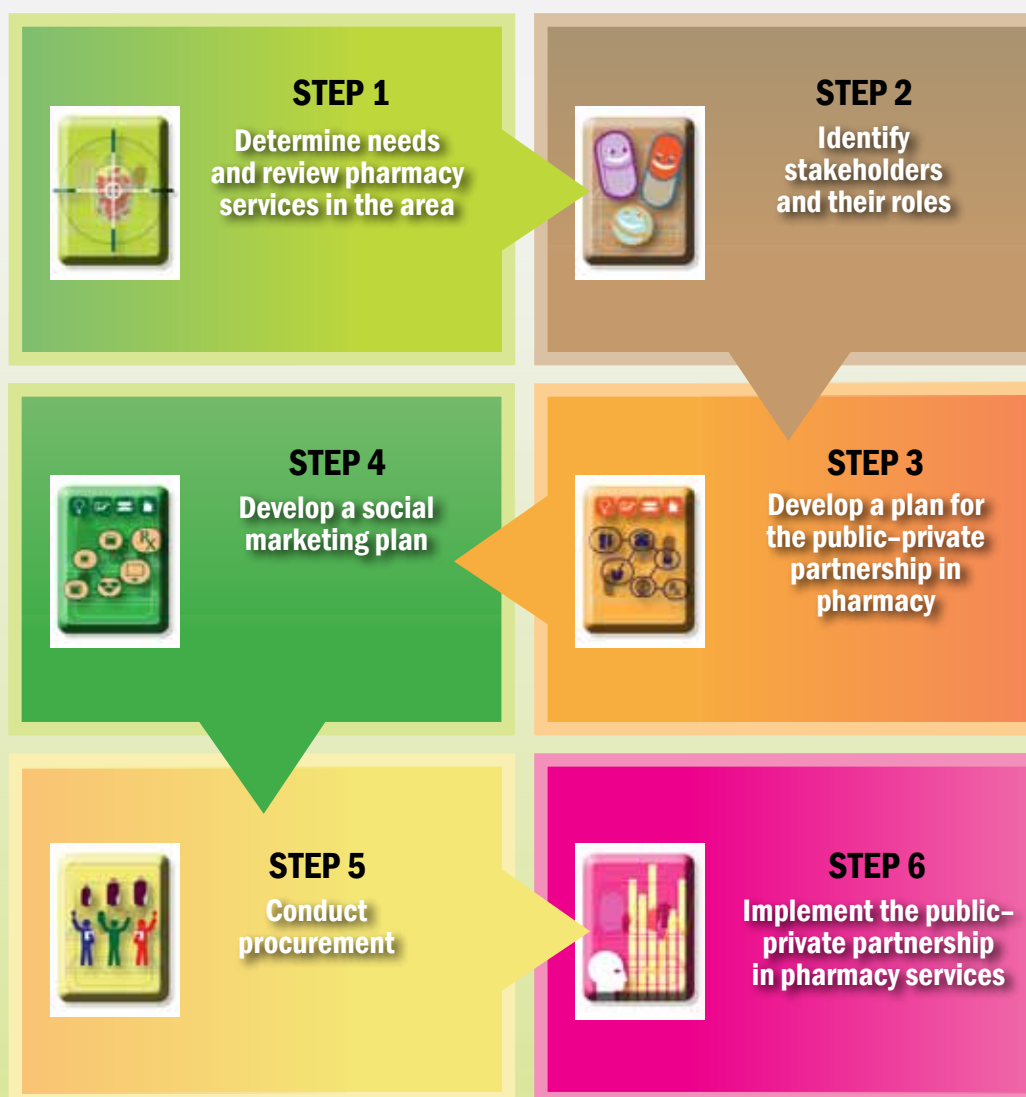 STEP 1
Determine needs
and review pharmacy
services in the area
STEP 2
Identify
stakeholders
and their roles
STEP 3
Develop a plan for
the public–private
partnership in
pharmacy
STEP 4
Develop a social
marketing plan
STEP 5
Conduct
procurement
STEP 6
Implement the public–
private partnership
in pharmacy services